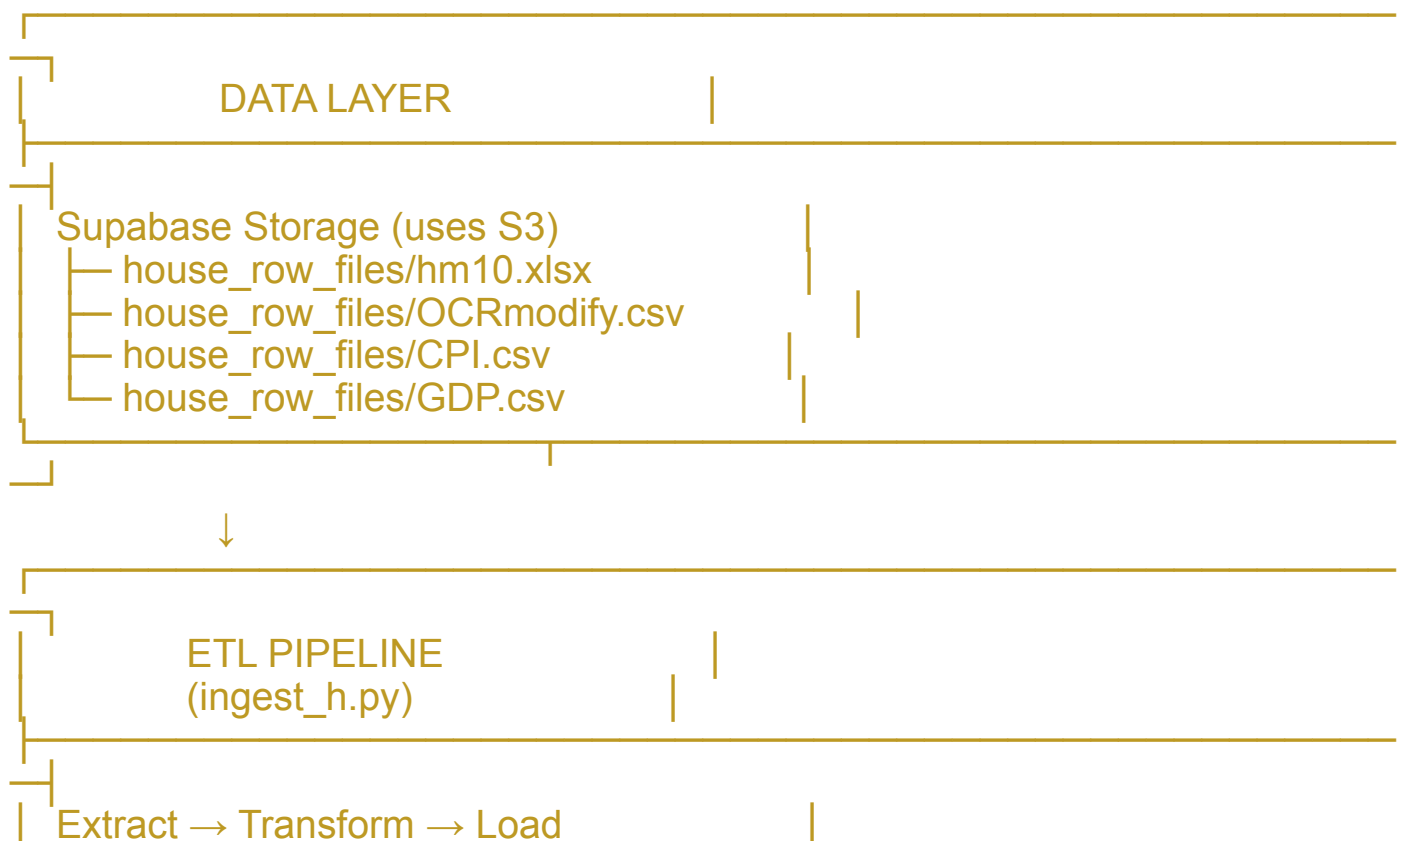 DATA LAYER
Supabase Storage (uses S3)
├─ house_row_files/hm10.xlsx
├─ house_row_files/OCRmodify.csv
├─ house_row_files/CPI.csv
└─ house_row_files/GDP.csv
↓
ETL PIPELINE
(ingest_h.py)
Extract → Transform → Load